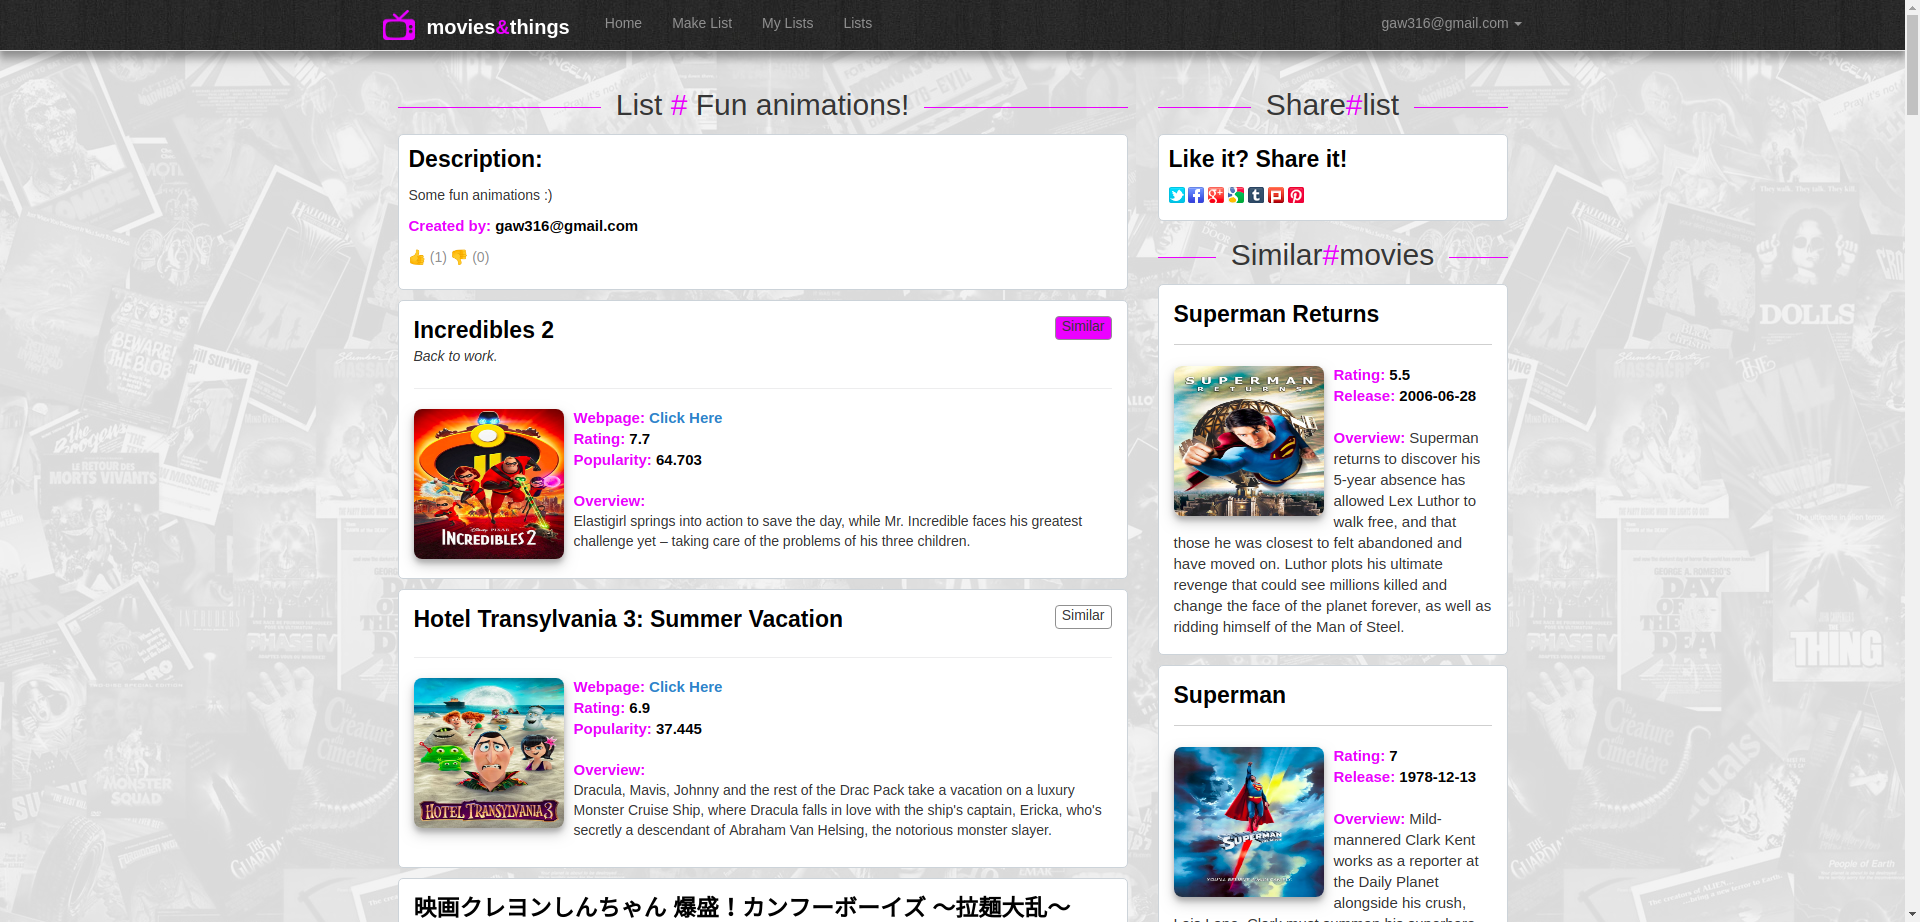 movies&things
Home
Make List
My Lists
Lists
gaw316@gmail.com
List # Fun animations!
Description:
Some fun animations :)
Created by: gaw316@gmail.com
👍 (1) 👎 (0)
Incredibles 2
Similar
Back to work.
INCREDIBLES 2
Webpage: Click Here
Rating: 7.7
Popularity: 64.703
Overview:
Elastigirl springs into action to save the day, while Mr. Incredible faces his greatest
challenge yet – taking care of the problems of his three children.
Hotel Transylvania 3: Summer Vacation
Similar
HOTEL TRANSYLVANIA 3
Webpage: Click Here
Rating: 6.9
Popularity: 37.445
Overview:
Dracula, Mavis, Johnny and the rest of the Drac Pack take a vacation on a luxury
Monster Cruise Ship, where Dracula falls in love with the ship's captain, Ericka, who's
secretly a descendant of Abraham Van Helsing, the notorious monster slayer.
映画クレヨンしんちゃん 爆盛！カンフーボーイズ 〜拉麺大乱〜
Share#list
Like it? Share it!
Similar#movies
Superman Returns
SUPERMAN
RETURNS
Rating: 5.5
Release: 2006-06-28
Overview: Superman
returns to discover his
5-year absence has
allowed Lex Luthor to
walk free, and that
those he was closest to felt abandoned and
have moved on. Luthor plots his ultimate
revenge that could see millions killed and
change the face of the planet forever, as well as
ridding himself of the Man of Steel.
Superman
SUPERMAN
Rating: 7
Release: 1978-12-13
Overview: Mild-
mannered Clark Kent
works as a reporter at
the Daily Planet
alongside his crush,